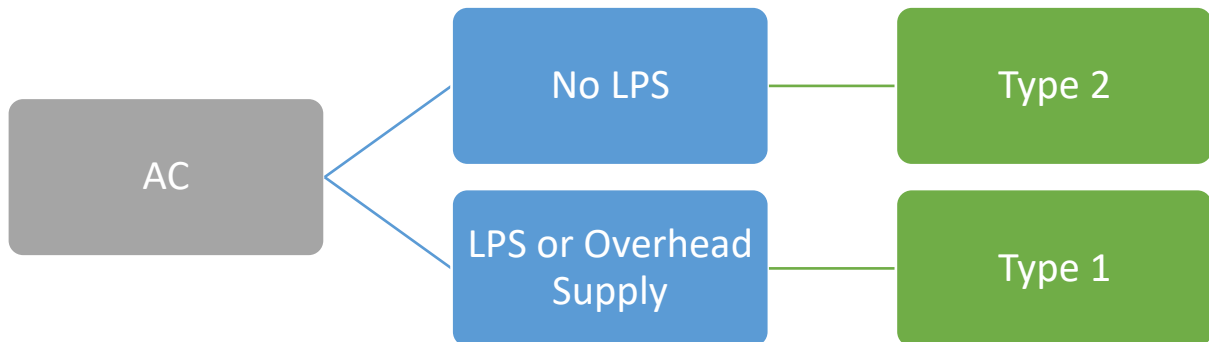 AC
No LPS
Type 2
LPS or Overhead
Supply
Type 1